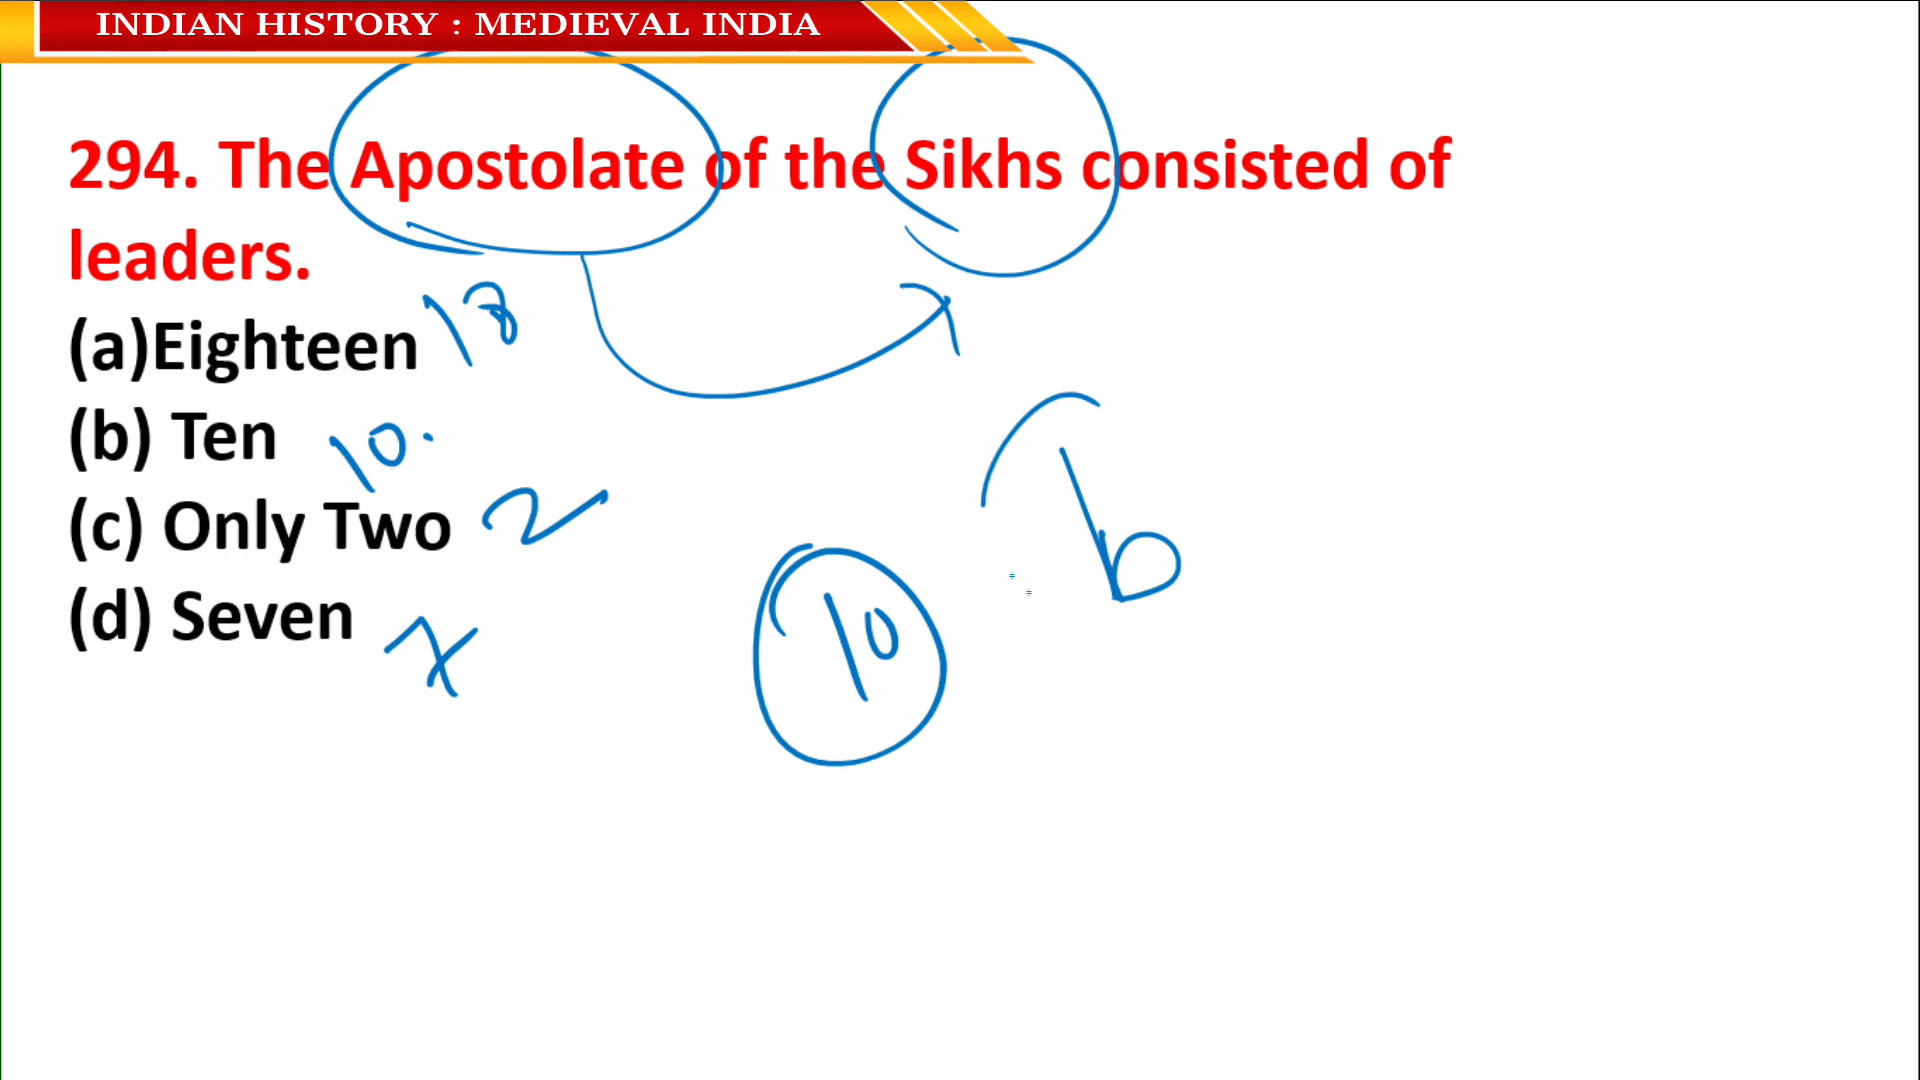 INDIAN HISTORY : MEDIEVAL INDIA
294. The Apostolate of the Sikhs consisted of
leaders.
(a)Eighteen 18
(b) Ten 10.
(c) Only Two 2
(d) Seven 7
10
b